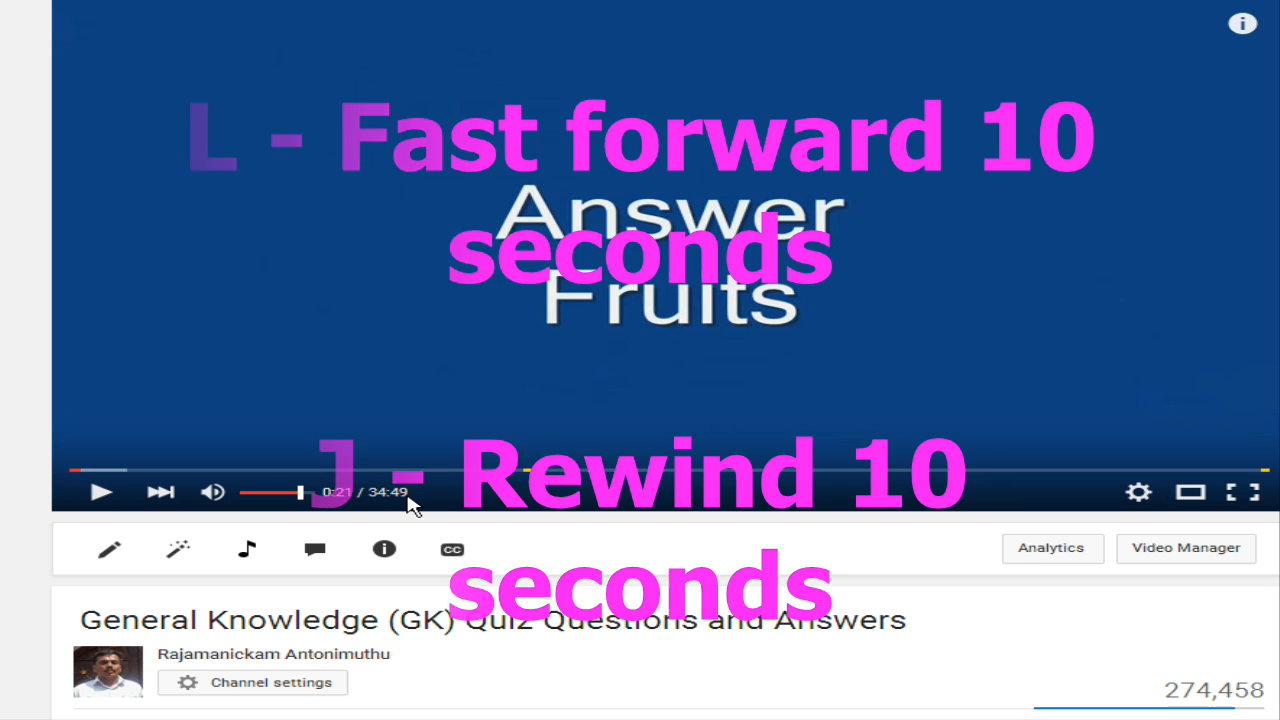 L - Fast forward 10
Answer
seconds
Fruits
J - Rewind 10
0:21 / 34:49
CC
Analytics
Video Manager
seconds
General Knowledge (GK) Quiz Questions and Answers
Rajamanickam Antonimuthu
Channel settings
274,458